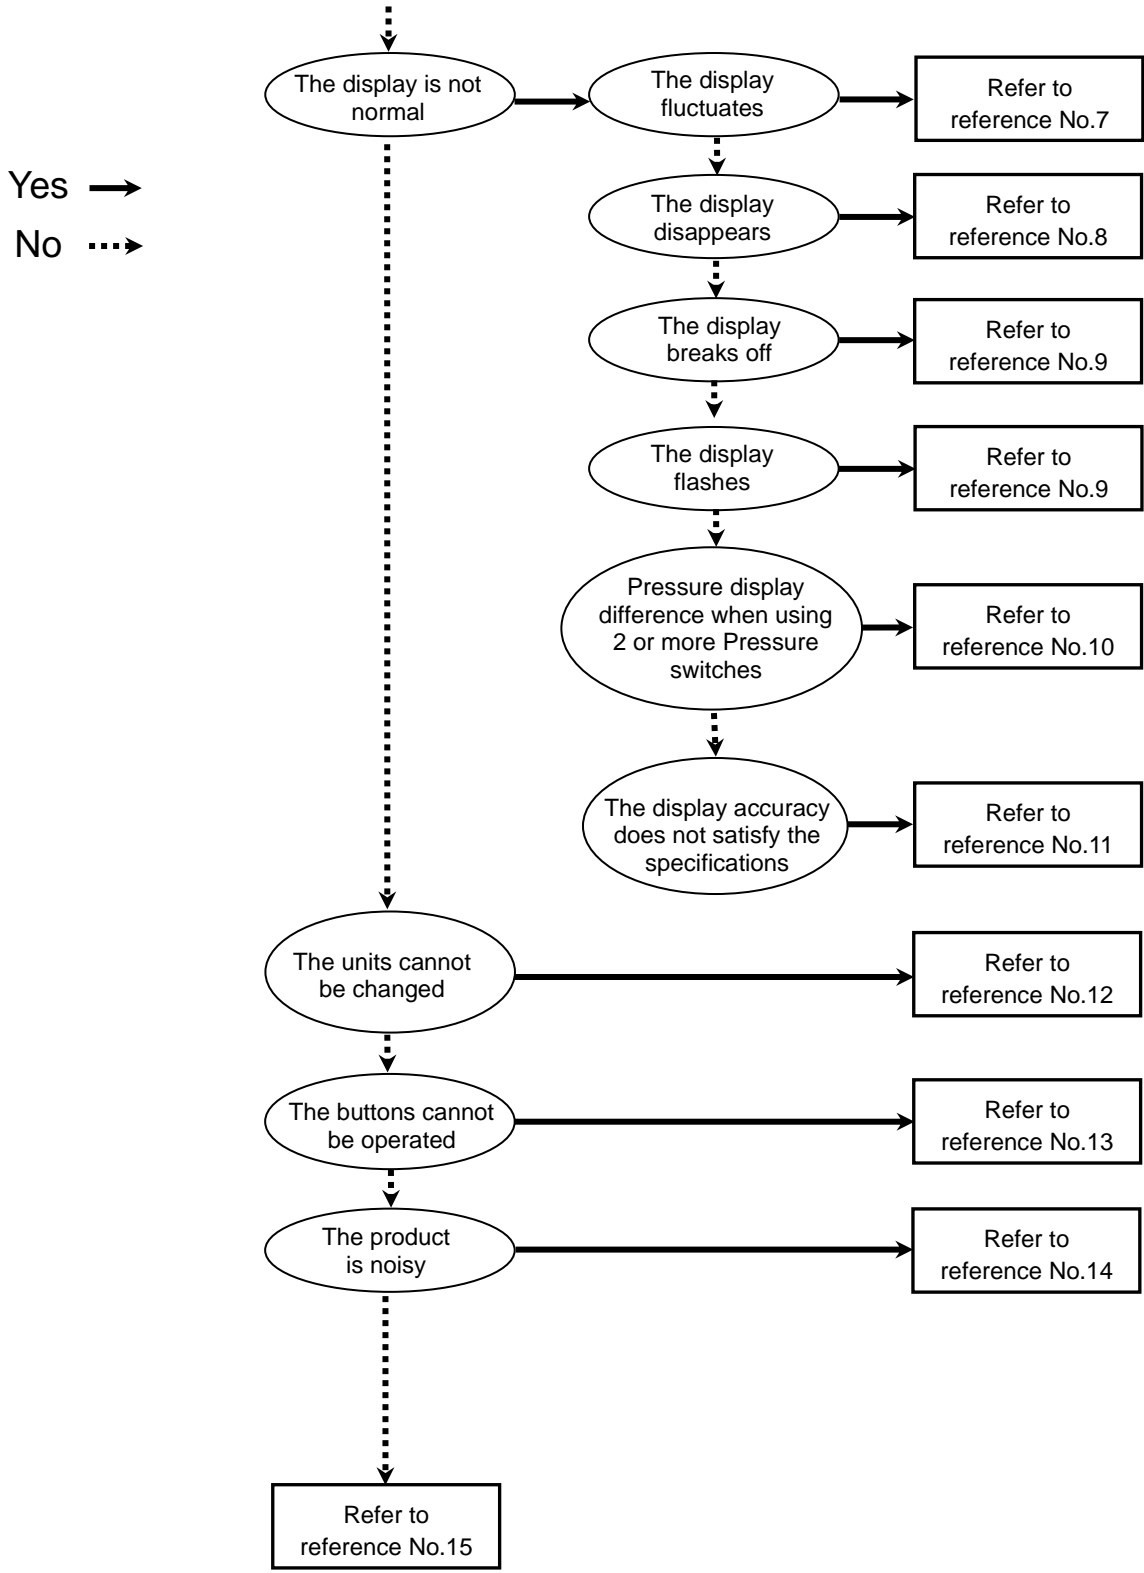 The display is not
normal
The display
fluctuates
Refer to
reference No.7
Yes
No
The display
disappears
Refer to
reference No.8
The display
breaks off
Refer to
reference No.9
The display
flashes
Refer to
reference No.9
Pressure display
difference when using
2 or more Pressure
switches
Refer to
reference No.10
The display accuracy
does not satisfy the
specifications
Refer to
reference No.11
The units cannot
be changed
Refer to
reference No.12
The buttons cannot
be operated
Refer to
reference No.13
The product
is noisy
Refer to
reference No.14
Refer to
reference No.15